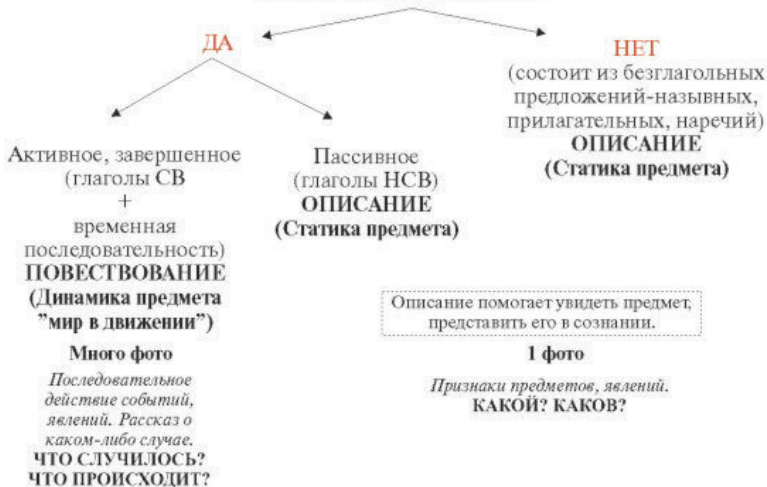 ДА
НЕТ
(состоит из безглагольных
предложений-назывных,
прилагательных, наречий)
ОПИСАНИЕ
(Статика предмета)
Активное, завершенное
(глаголы СВ
+
временная
последовательность)
ПОВЕСТВОВАНИЕ
(Динамика предмета
”мир в движении”)
Много фото
Последовательное
действие событий,
явлений. Рассказ о
каком-либо случае.
ЧТО СЛУЧИЛОСЬ?
ЧТО ПРОИСХОДИТ?
Пассивное
(глаголы НСВ)
ОПИСАНИЕ
(Статика предмета)
Описание помогает увидеть предмет,
представить его в сознании.
1 фото
Признаки предметов, явлений.
КАКОЙ? КАКОВ?